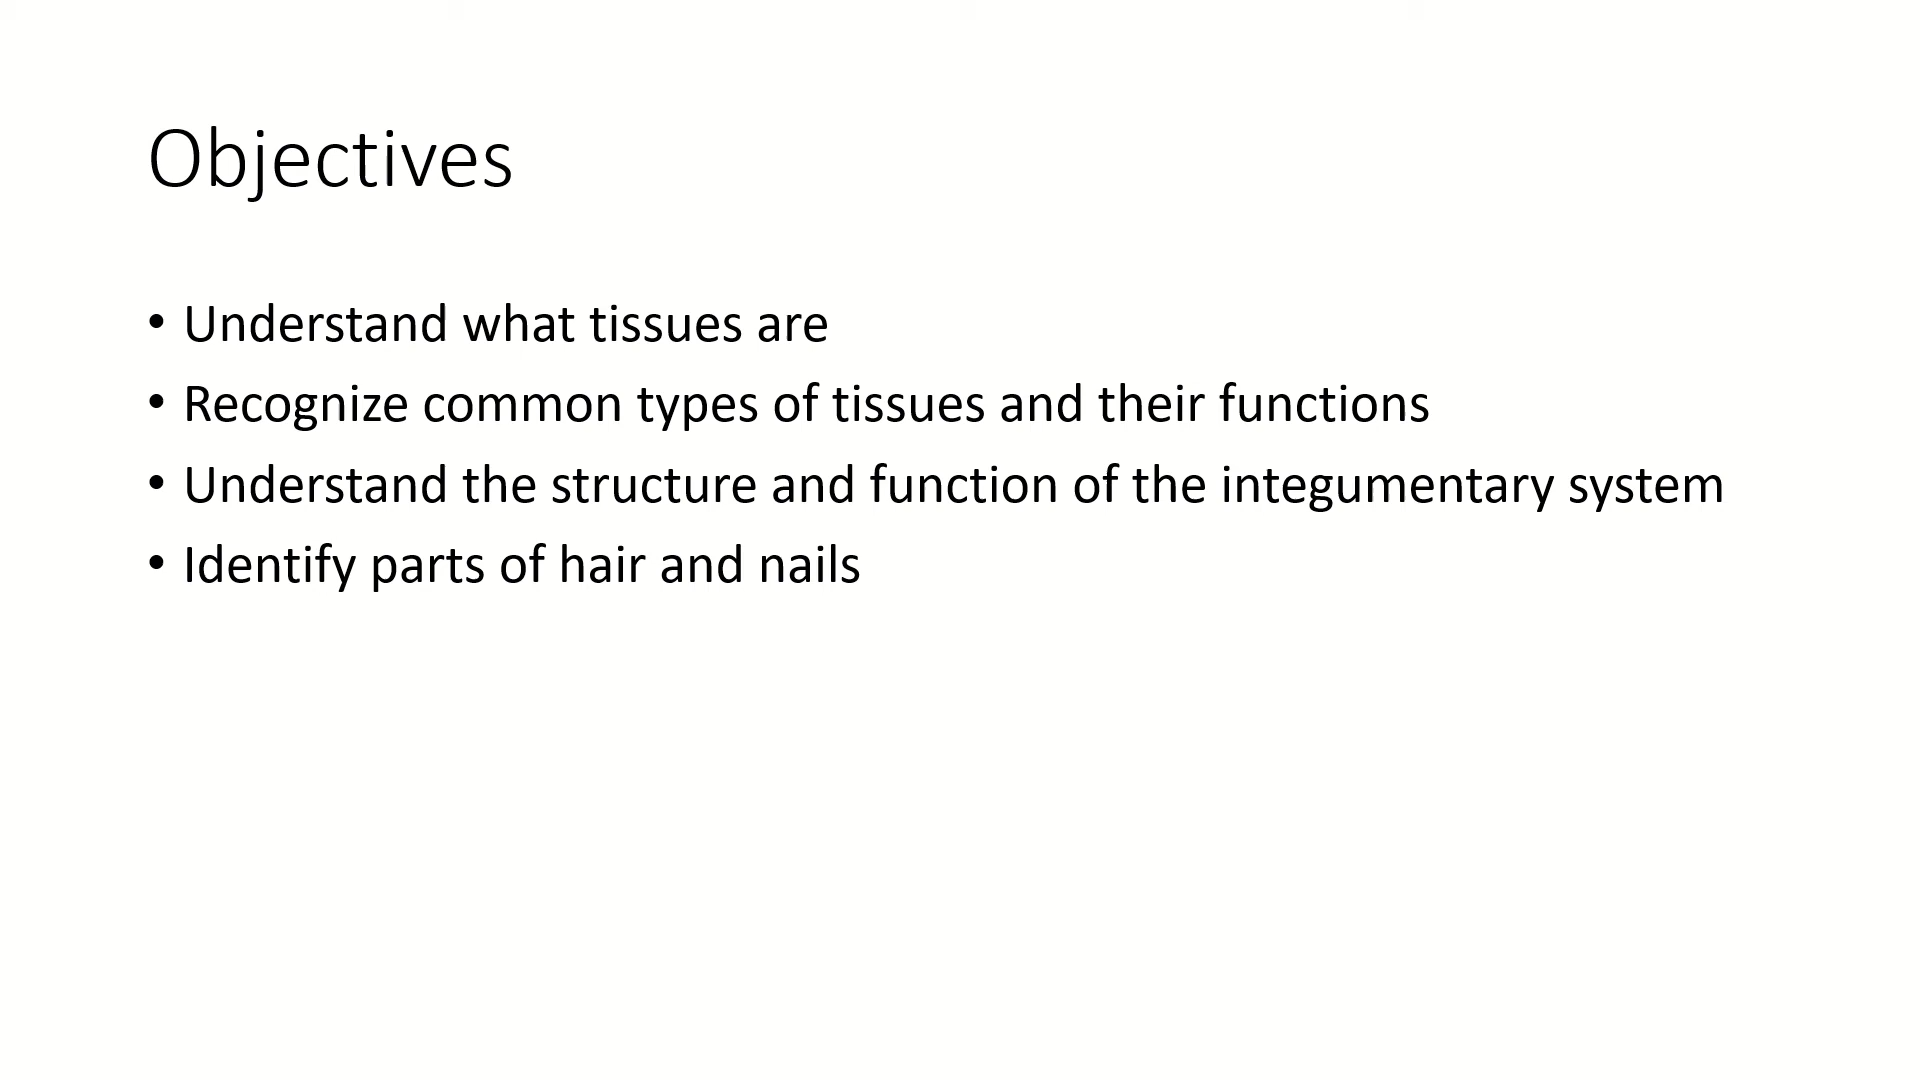 Objectives
• Understand what tissues are
• Recognize common types of tissues and their functions
• Understand the structure and function of the integumentary system
• Identify parts of hair and nails